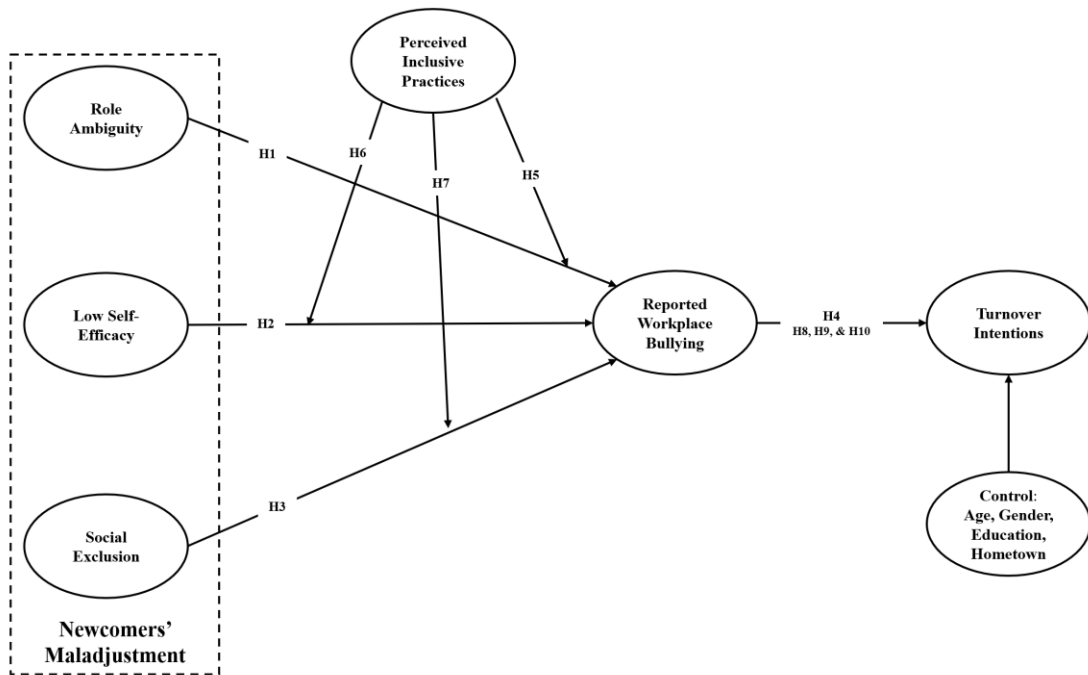 Perceived
Inclusive
Practices
Role
Ambiguity
H1
H6
H7
H5
Low Self-
Efficacy
H2
Reported
Workplace
Bullying
H4
H8, H9, & H10
Turnover
Intentions
H3
Social
Exclusion
Control:
Age, Gender,
Education,
Hometown
Newcomers’
Maladjustment